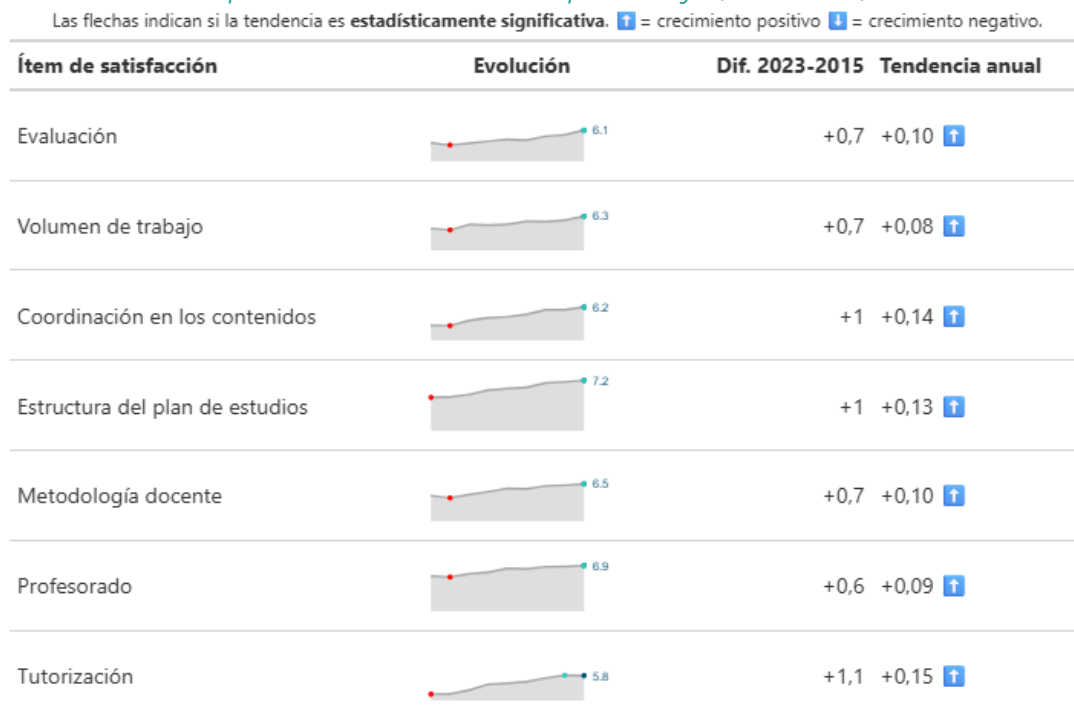 Las flechas indican si la tendencia es estadísticamente significativa. ⬆ = crecimiento positivo ⬇ = crecimiento negativo.
Ítem de satisfacción Evolución Dif. 2023-2015 Tendencia anual
Evaluación 6.1 +0,7 +0,10 ⬆
Volumen de trabajo 6.3 +0,7 +0,08 ⬆
Coordinación en los contenidos 6.2 +1 +0,14 ⬆
Estructura del plan de estudios 7.2 +1 +0,13 ⬆
Metodología docente 6.5 +0,7 +0,10 ⬆
Profesorado 6.9 +0,6 +0,09 ⬆
Tutorización 5.8 +1,1 +0,15 ⬆